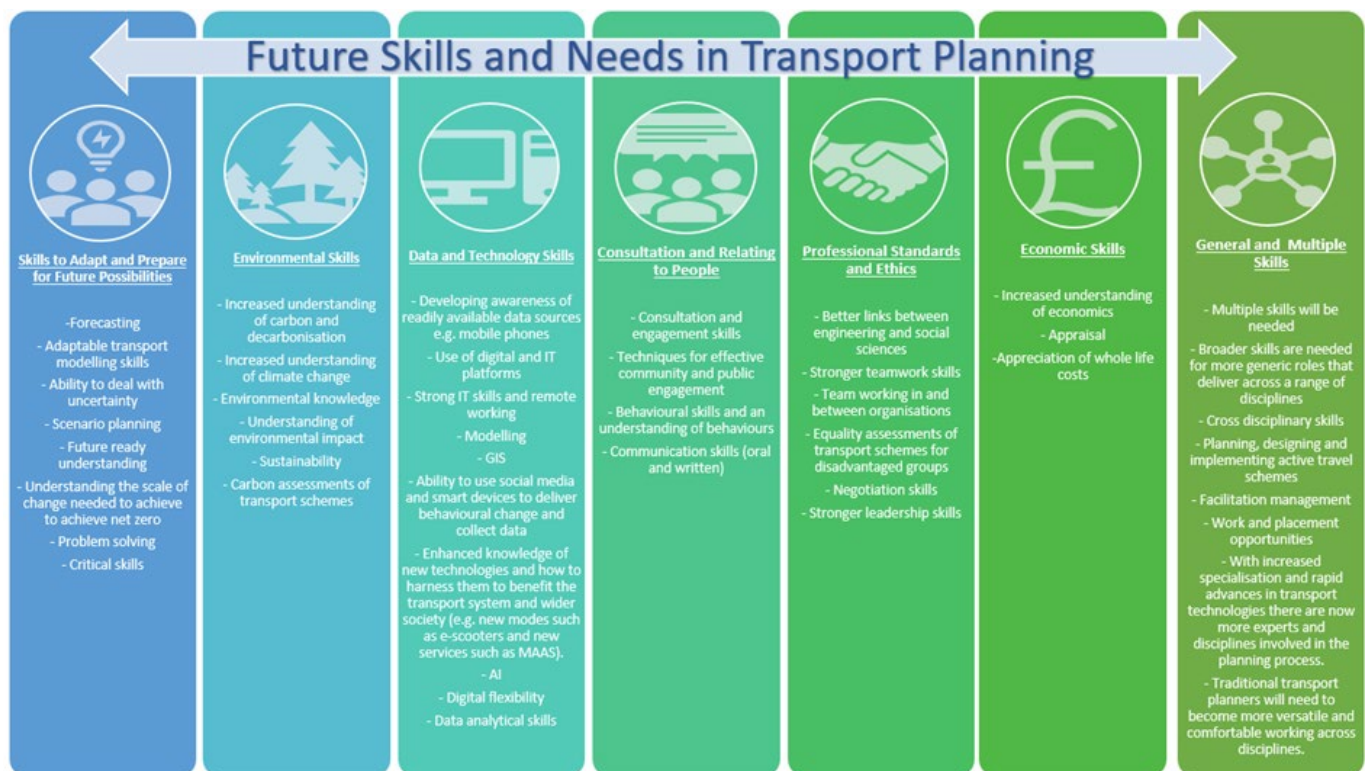 Future Skills and Needs in Transport Planning
Skills to Adapt and Prepare
for Future Possibilities
-Forecasting
- Adaptable transport
modelling skills
- Ability to deal with
uncertainty
- Scenario planning
- Future ready
understanding
- Understanding the scale of
change needed to achieve
to achieve net zero
- Problem solving
- Critical skills
Environmental Skills
- Increased understanding
of carbon and
decarbonisation
- Increased understanding
of climate change
- Environmental knowledge
- Understanding of
environmental impact
- Sustainability
- Carbon assessments of
transport schemes
Data and Technology Skills
- Developing awareness of
readily available data sources
e.g. mobile phones
- Use of digital and IT
platforms
- Strong IT skills and remote
working
- Modelling
- GIS
- Ability to use social media
and smart devices to deliver
behavioural change and
collect data
- Enhanced knowledge of
new technologies and how to
harness them to benefit the
transport system and wider
society (e.g. new modes such
as e-scooters and new
services such as MAAS).
- AI
- Digital flexibility
- Data analytical skills
Consultation and Relating
to People
- Consultation and
engagement skills
- Techniques for effective
community and public
engagement
- Behavioural skills and an
understanding of behaviours
- Communication skills (oral
and written)
Professional Standards
and Ethics
- Better links between
engineering and social
sciences
- Stronger teamwork skills
- Team working in and
between organisations
- Equality assessments of
transport schemes for
disadvantaged groups
- Negotiation skills
- Stronger leadership skills
£
Economic Skills
- Increased understanding
of economics
- Appraisal
-Appreciation of whole life
costs
General and Multiple
Skills
- Multiple skills will be
needed
- Broader skills are needed
for more generic roles that
deliver across a range of
disciplines
- Cross disciplinary skills
- Planning, designing and
implementing active travel
schemes
- Facilitation management
- Work and placement
opportunities
- With increased
specialisation and rapid
advances in transport
technologies there are now
more experts and
disciplines involved in the
planning process.
- Traditional transport
planners will need to
become more versatile and
comfortable working across
disciplines.